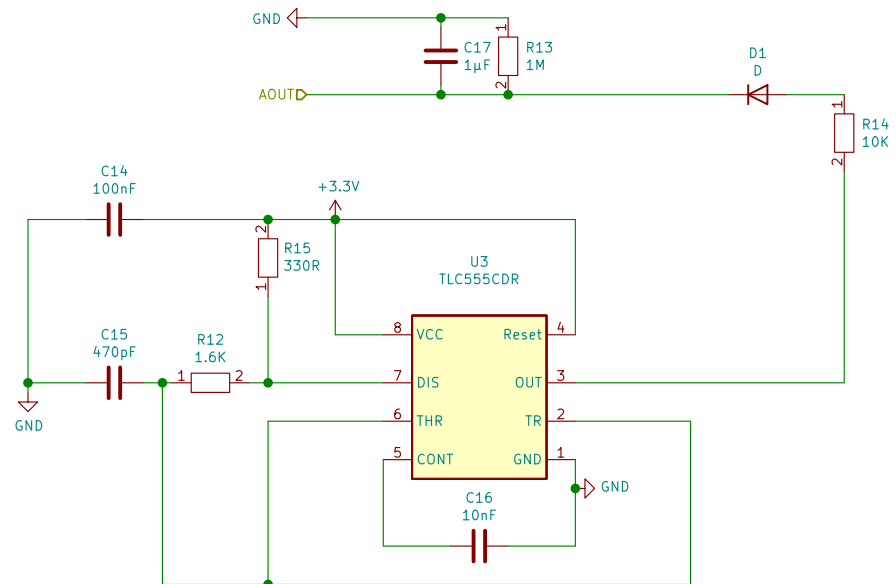 GND
C17
1µF
1
R13
1M
2
AOUT
D1
D
1
R14
10K
2
C14
100nF
+3.3V
2
R15
330R
1
U3
TLC555CDR
8
VCC
Reset
4
C15
470pF
R12
1.6K
1
2
7
DIS
OUT
3
GND
6
THR
TR
2
5
CONT
GND
1
GND
C16
10nF